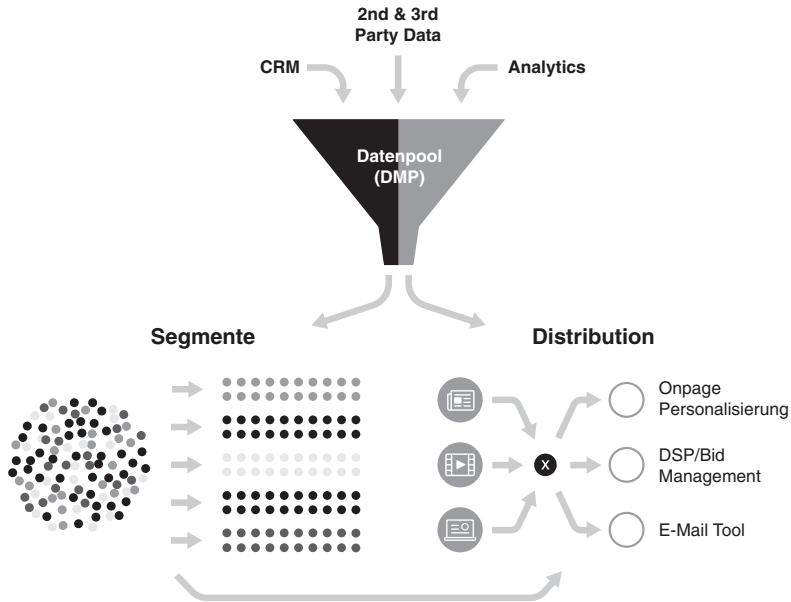 2nd & 3rd
Party Data
CRM
Analytics
Datenpool
(DMP)
Segmente
Distribution
Onpage
Personalisierung
X
DSP/Bid
Management
E-Mail Tool